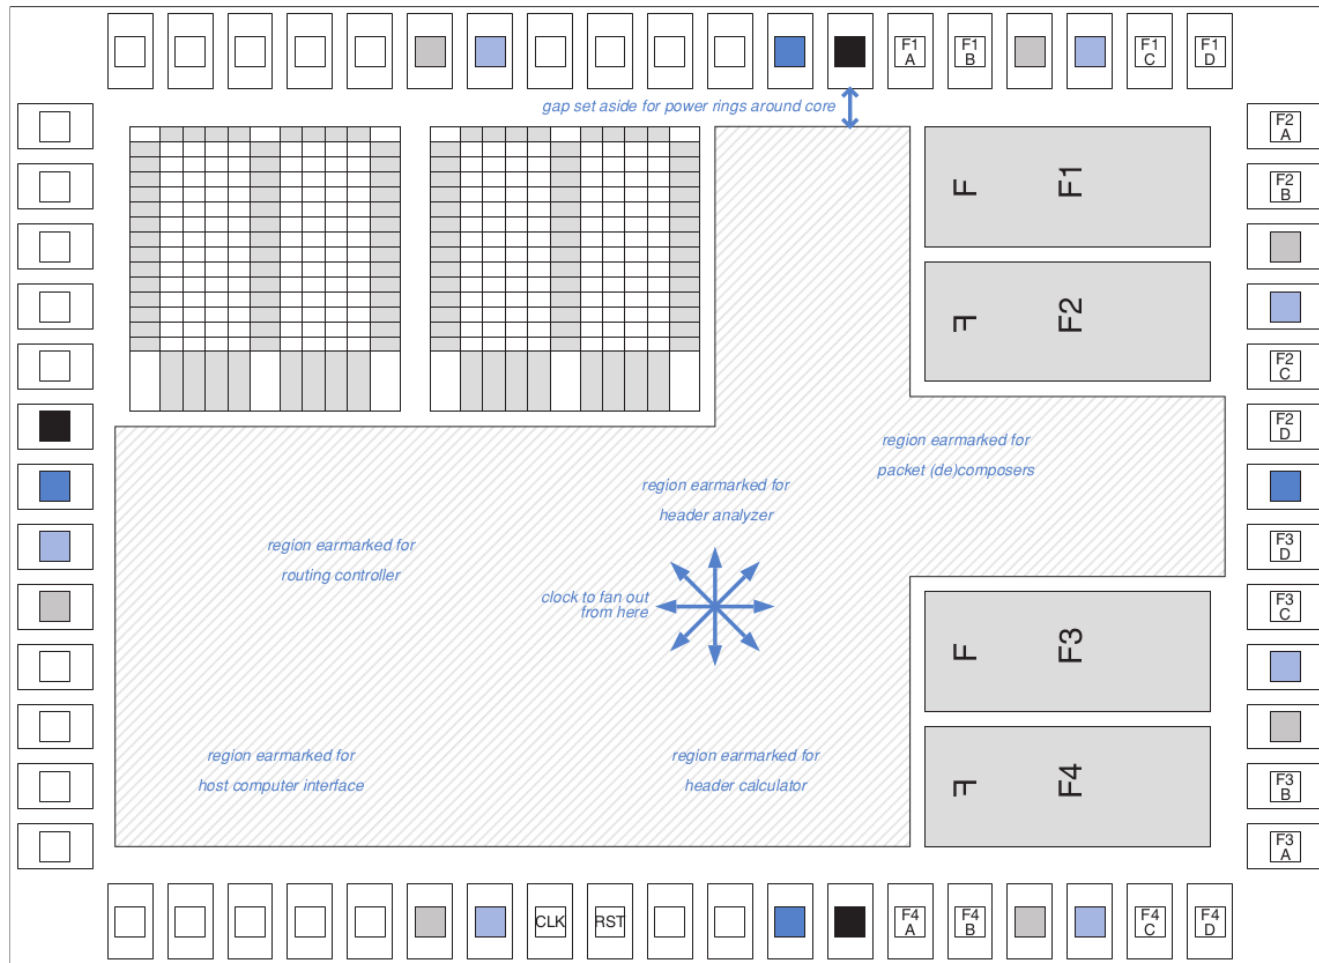 F1
A
F1
B
F1
C
F1
D
gap set aside for power rings around core
F2
A
F2
B
F2
C
F2
D
F3
D
F3
C
F3
B
F3
A
F
F1
F
F2
region earmarked for
packet (de)composers
region earmarked for
header analyzer
region earmarked for
routing controller
clock to fan out
from here
F
F3
F
F4
region earmarked for
host computer interface
region earmarked for
header calculator
CLK
RST
F4
A
F4
B
F4
C
F4
D